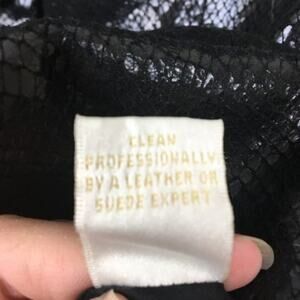 CLEAN
PROFESSIONALLY
BY A LEATHER OR
SUEDE EXPERT